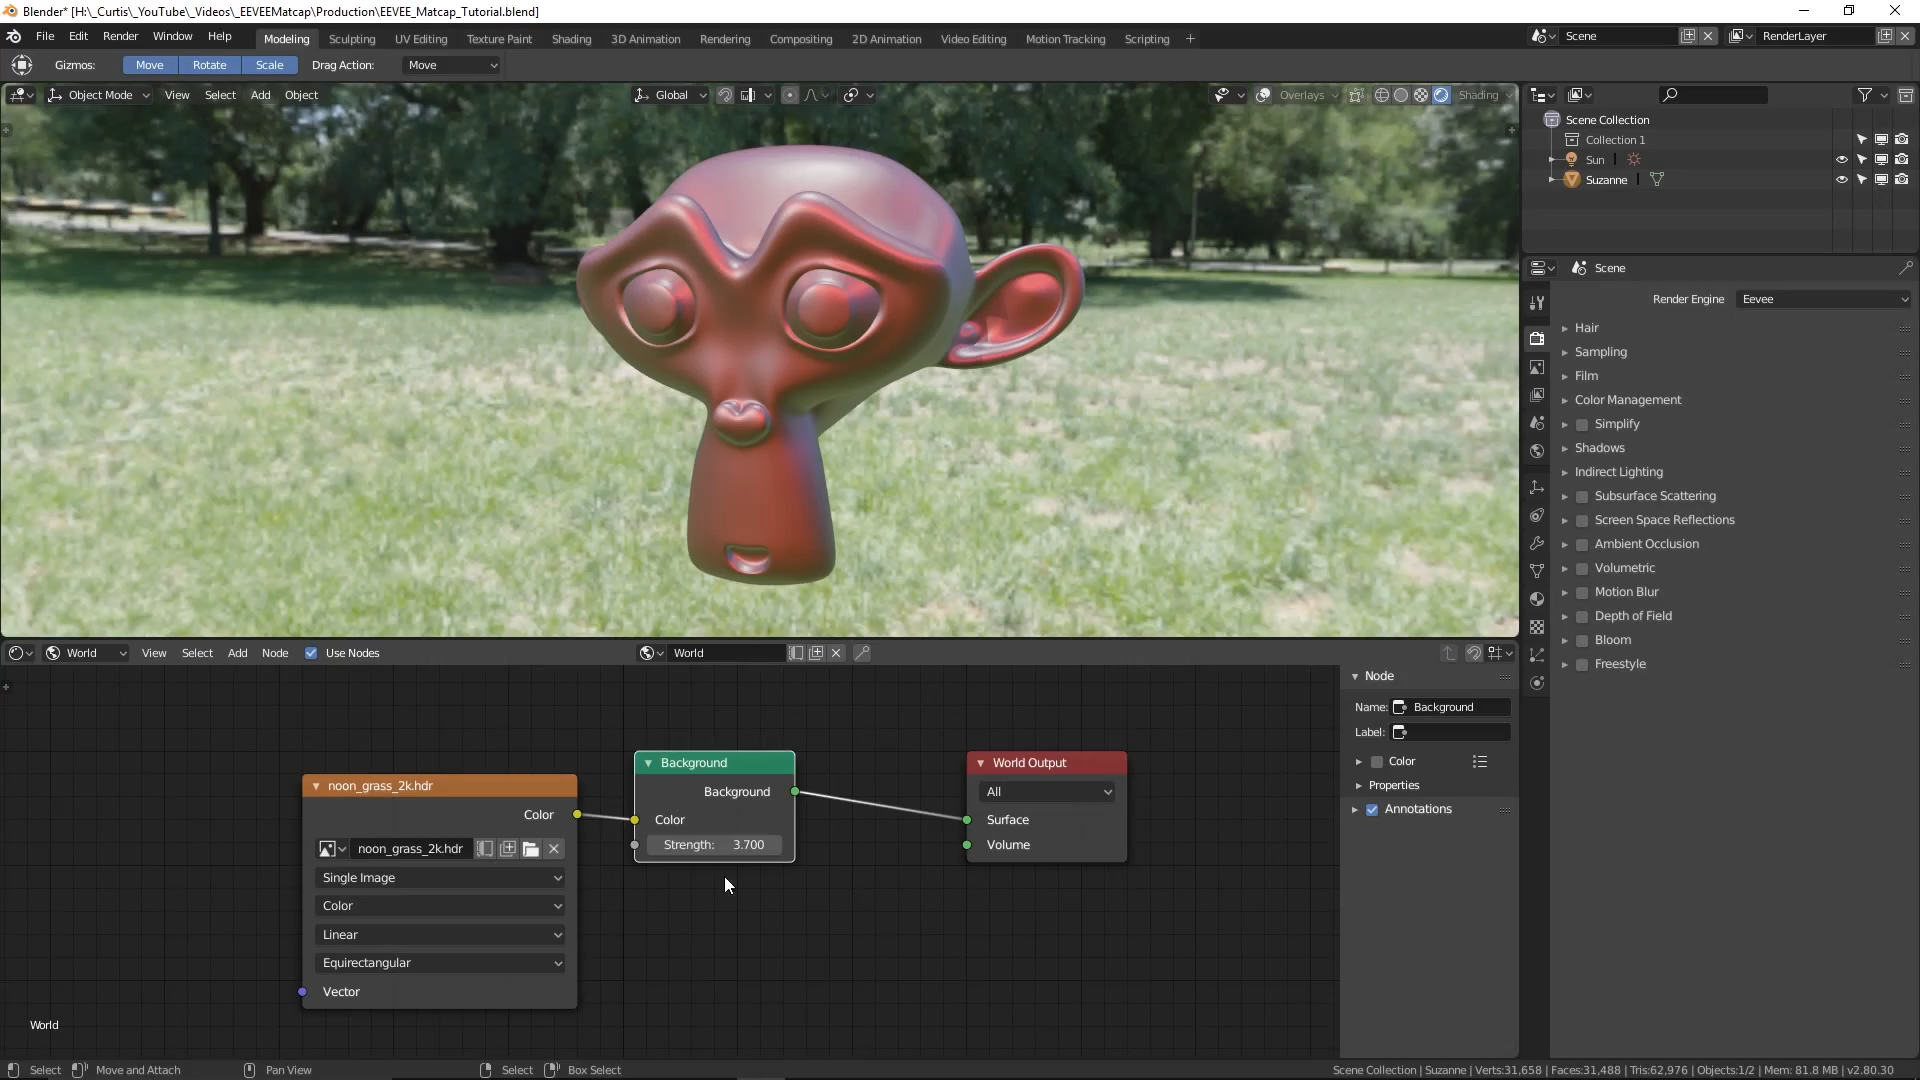 Blender* [H:\_Curtis\_YouTube\_Videos\_EEVEEMatcap\Production\EEVEE_Matcap_Tutorial.blend]
File Edit Render Window Help Modeling Sculpting UV Editing Texture Paint Shading 3D Animation Rendering Compositing 2D Animation Video Editing Motion Tracking Scripting + Scene RenderLayer
Gizmos: Move Rotate Scale Drag Action: Move
Object Mode View Select Add Object Global Overlays Shading
Scene Collection
Collection 1
Sun
Suzanne
Scene
Render Engine Eevee
Hair
Sampling
Film
Color Management
Simplify
Shadows
Indirect Lighting
Subsurface Scattering
Screen Space Reflections
Ambient Occlusion
Volumetric
Motion Blur
Depth of Field
Bloom
Freestyle
World View Select Add Node Use Nodes World
Node
Name: Background
Label:
Color
Properties
Annotations
noon_grass_2k.hdr
Color
noon_grass_2k.hdr
Single Image
Color
Linear
Equirectangular
Vector
Background
Background
Color
Strength: 3.700
World Output
All
Surface
Volume
World
Select Move and Attach Pan View Select Box Select Scene Collection | Suzanne | Verts:31,658 | Faces:31,488 | Tris:62,976 | Objects:1/2 | Mem: 81.8 MB | v2.80.30